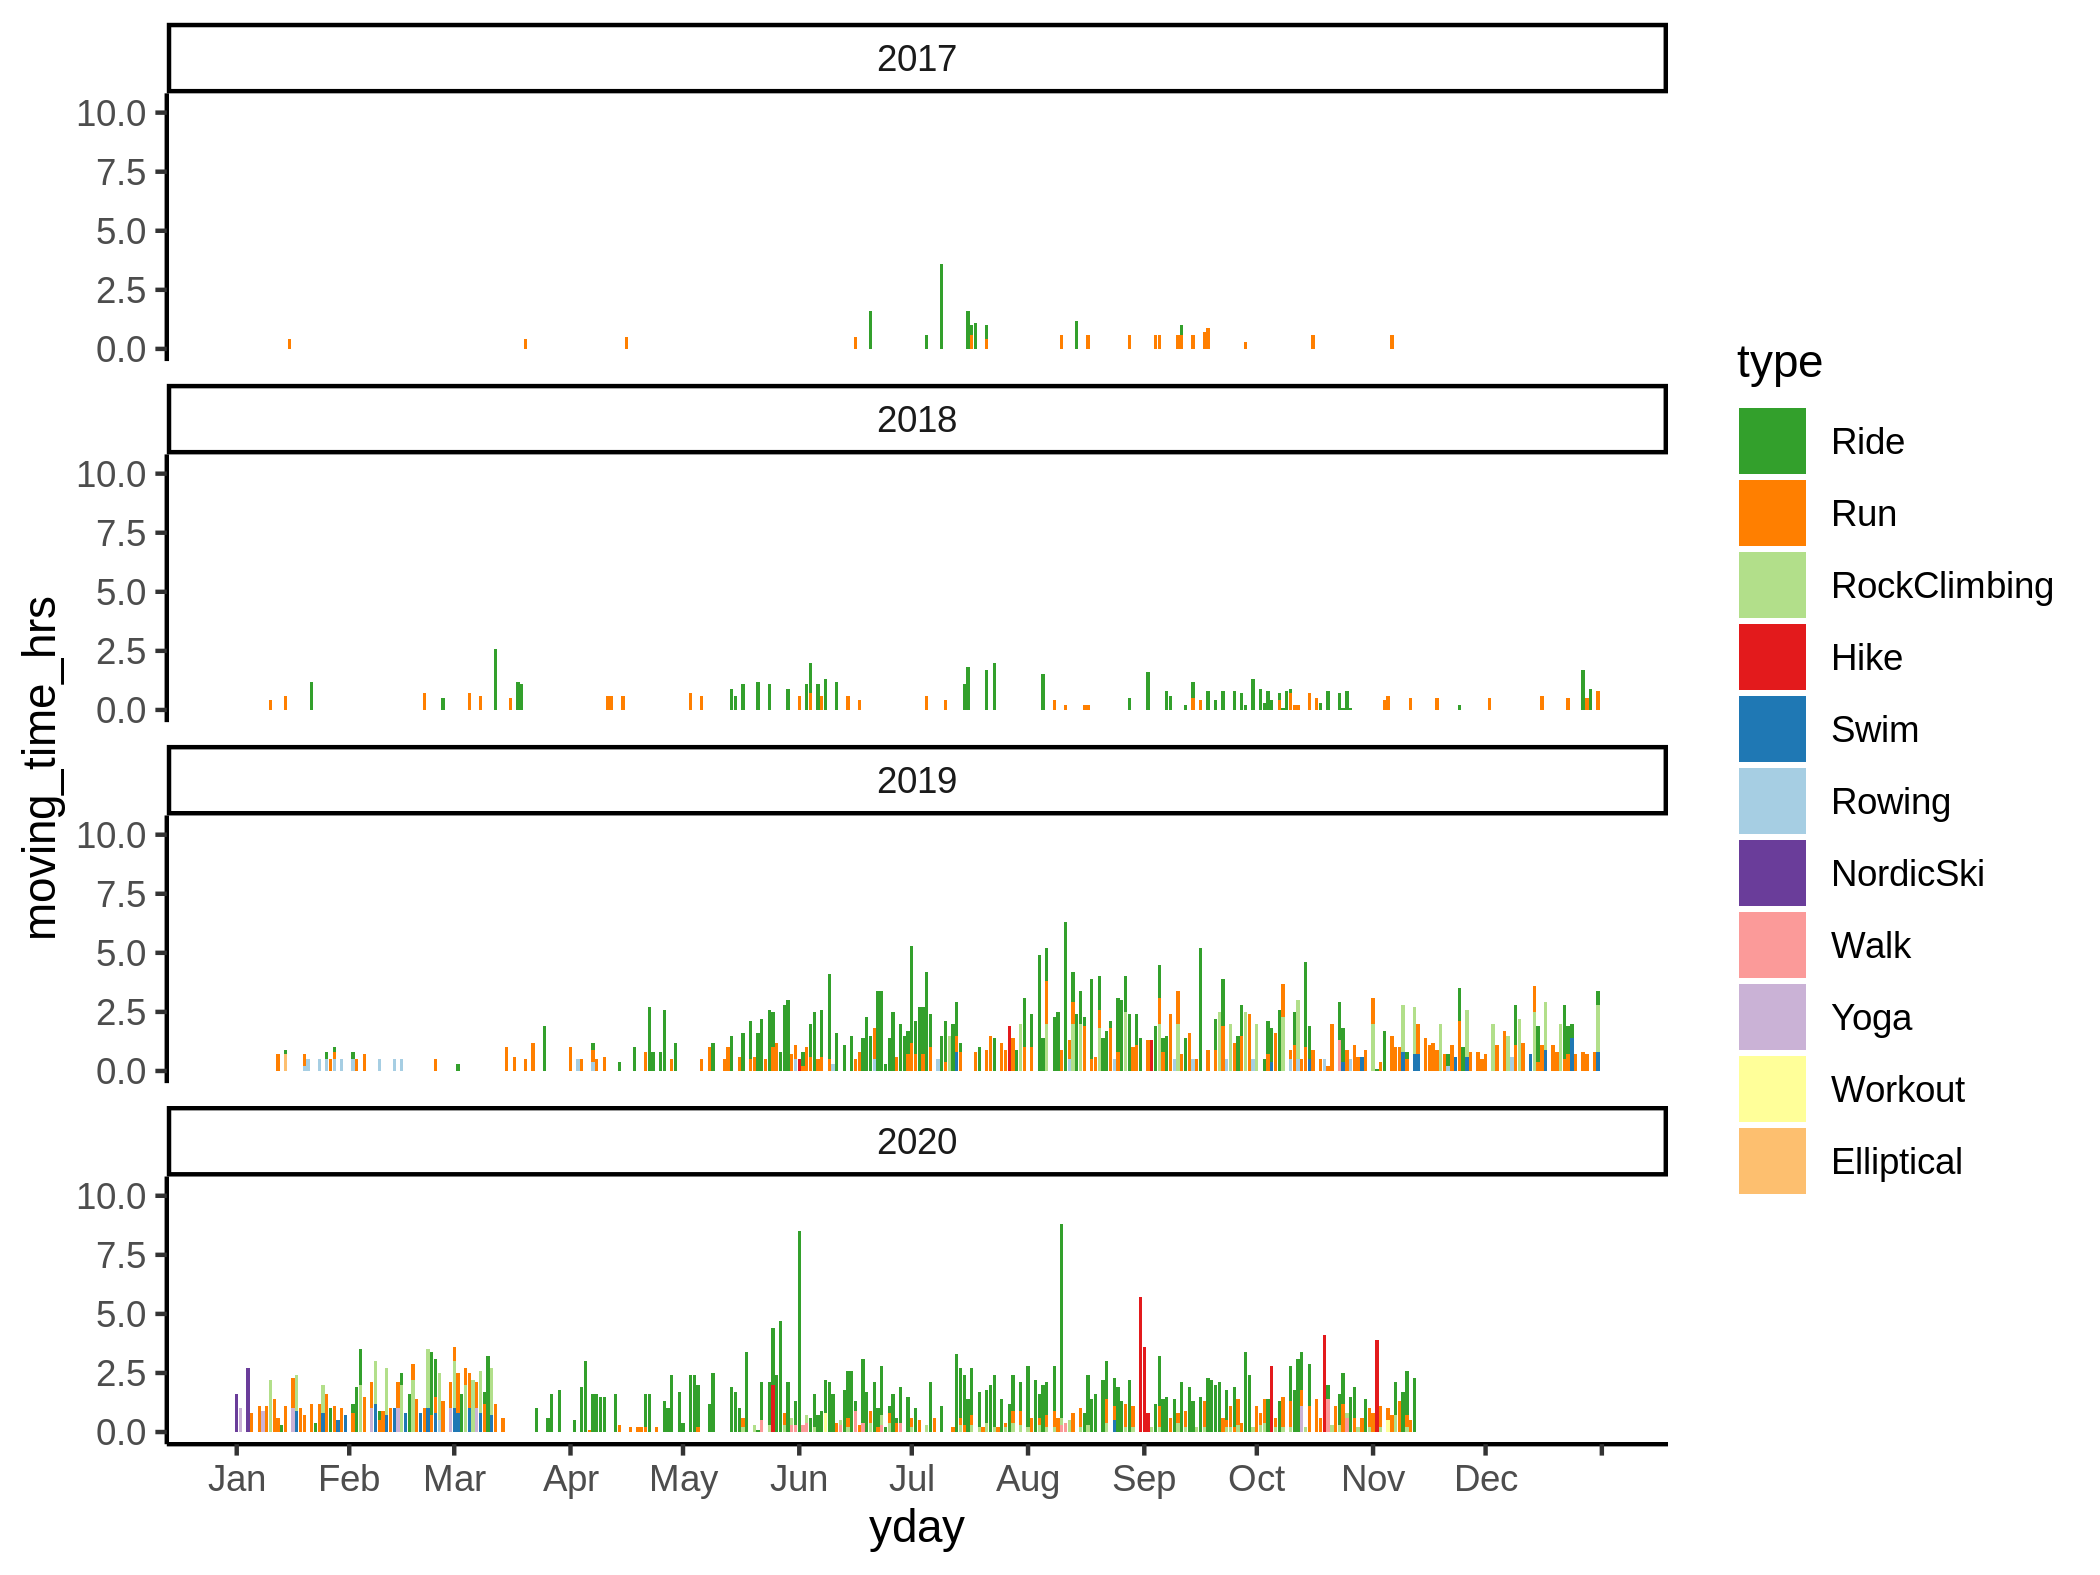 2017
10.0
7.5
5.0
2.5
0.0
2018
10.0
7.5
5.0
2.5
0.0
2019
10.0
7.5
5.0
2.5
0.0
2020
10.0
7.5
5.0
2.5
0.0
Jan Feb Mar Apr May Jun Jul Aug Sep Oct Nov Dec
yday
moving_time_hrs
type
Ride
Run
RockClimbing
Hike
Swim
Rowing
NordicSki
Walk
Yoga
Workout
Elliptical